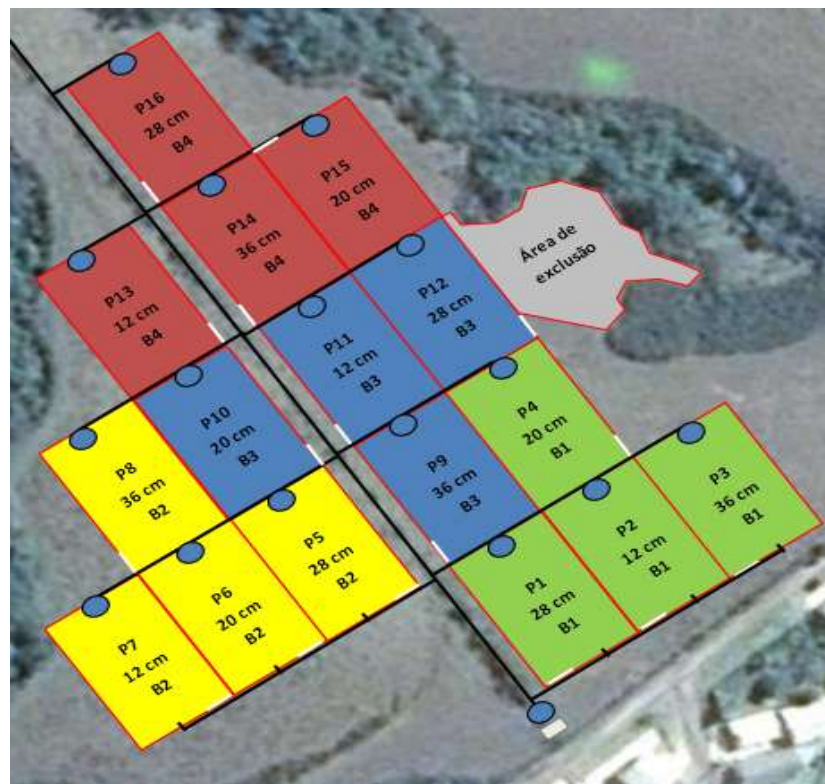 P16
28 cm
B4
P15
20 cm
B4
P14
36 cm
B4
P13
12 cm
B4
Área de
exclusão
P12
28 cm
B3
P11
12 cm
B3
P10
20 cm
B3
P9
36 cm
B3
P8
36 cm
B2
P4
20 cm
B1
P3
36 cm
B1
P2
12 cm
B1
P1
28 cm
B1
P5
28 cm
B2
P6
20 cm
B2
P7
12 cm
B2